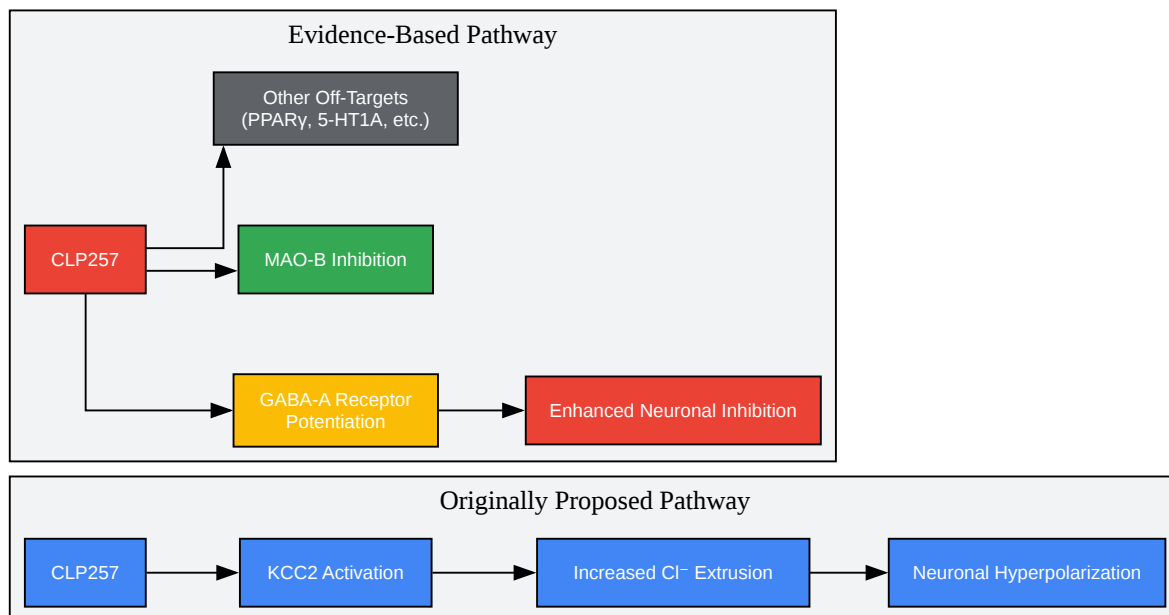 Evidence-Based Pathway
Other Off-Targets
(PPARγ, 5-HT1A, etc.)
CLP257
MAO-B Inhibition
GABA-A Receptor
Potentiation
Enhanced Neuronal Inhibition
Originally Proposed Pathway
CLP257
KCC2 Activation
Increased Cl⁻ Extrusion
Neuronal Hyperpolarization